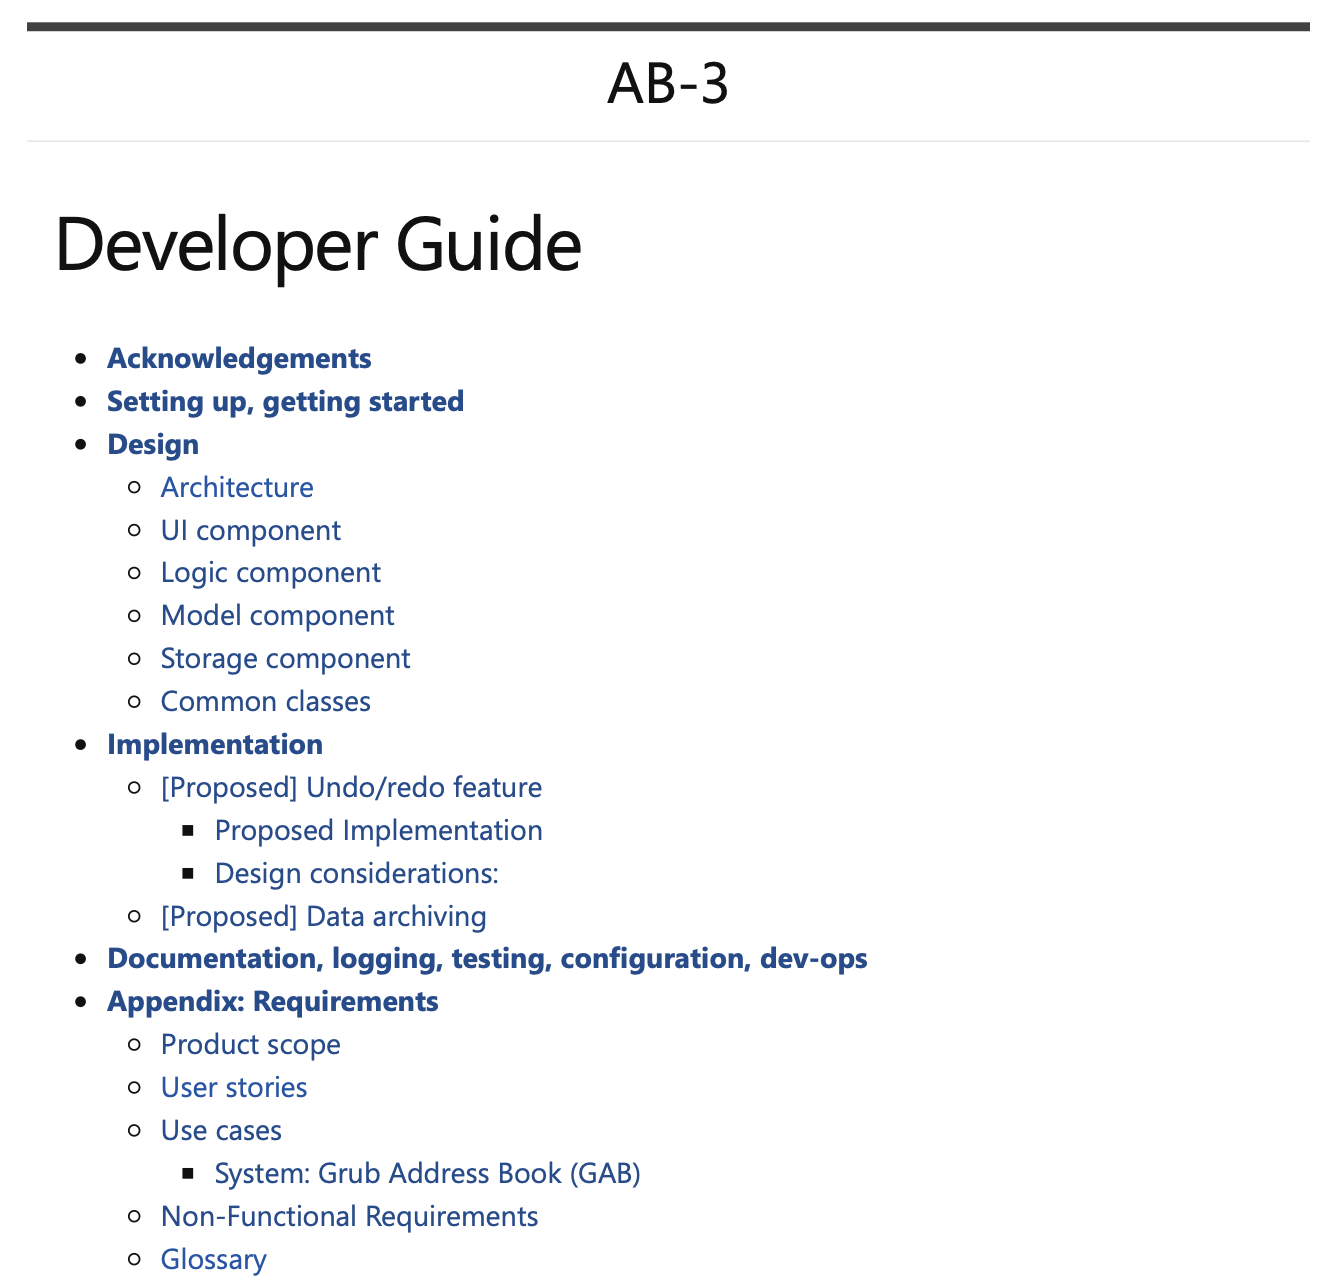 AB-3
Developer Guide
Acknowledgements
Setting up, getting started
Design
Architecture
UI component
Logic component
Model component
Storage component
Common classes
Implementation
[Proposed] Undo/redo feature
Proposed Implementation
Design considerations:
[Proposed] Data archiving
Documentation, logging, testing, configuration, dev-ops
Appendix: Requirements
Product scope
User stories
Use cases
System: Grub Address Book (GAB)
Non-Functional Requirements
Glossary